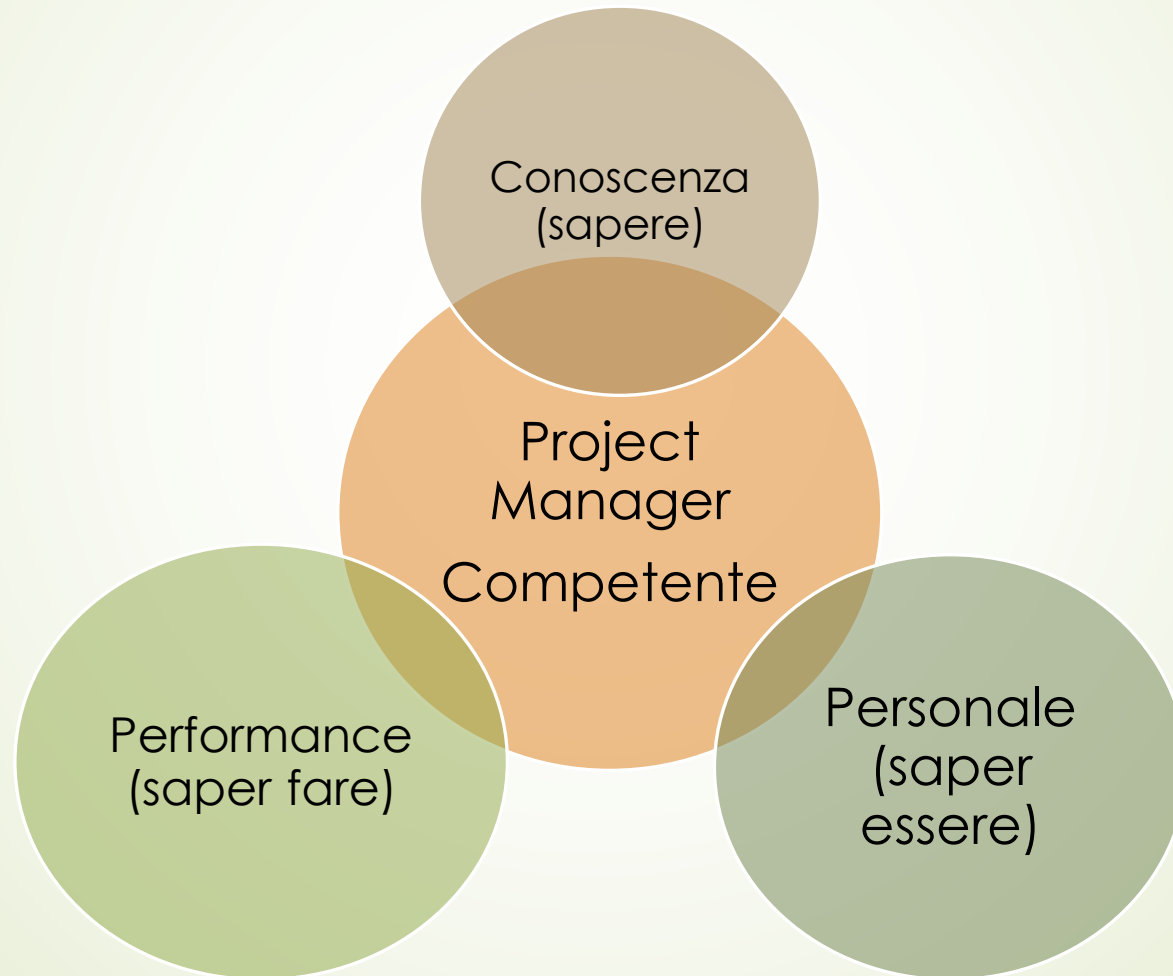 Conoscenza
(sapere)
Project
Manager
Competente
Performance
(saper fare)
Personale
(saper
essere)